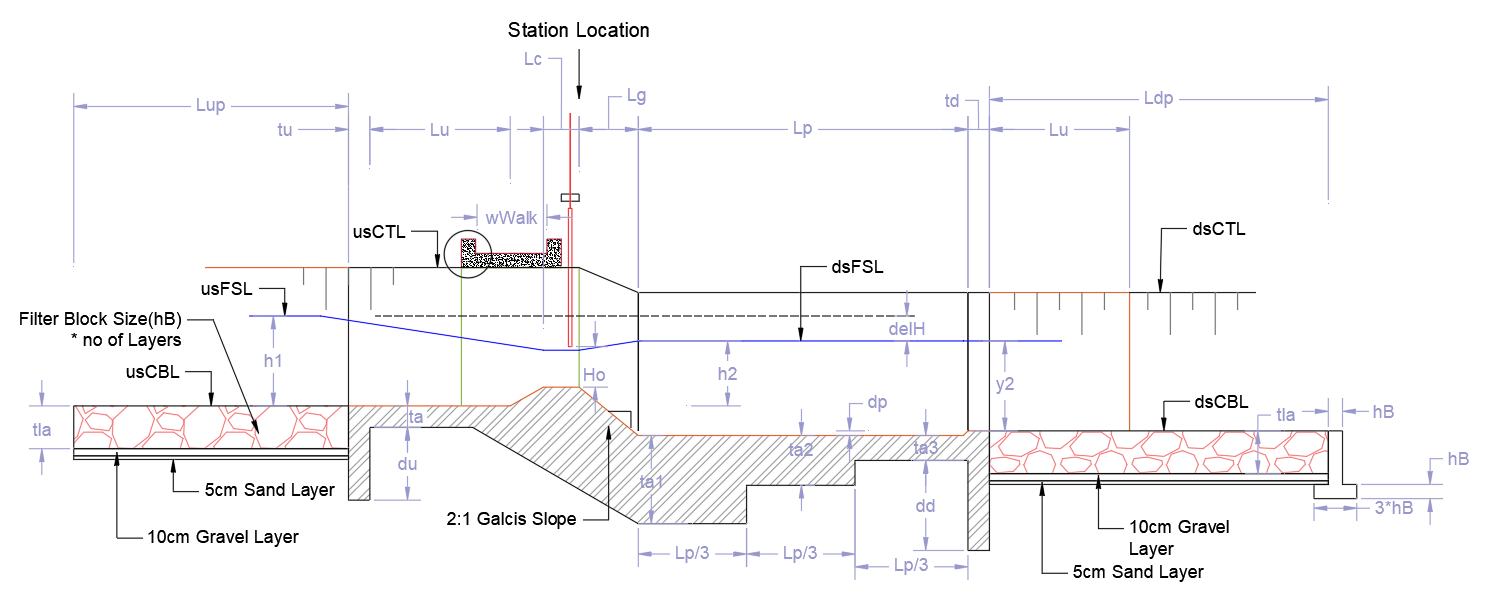 Station Location
Lc
Lup
Lg
td
Ldp
tu
Lu
Lp
Lu
wWalk
usCTL
dsCTL
dsFSL
usFSL
Filter Block Size(hB)
* no of Layers
delH
h1
usCBL
Ho
h2
y2
dsCBL
ta
dp
tla
hB
tla
ta2
ta3
du
ta1
hB
5cm Sand Layer
2:1 Galcis Slope
dd
3*hB
10cm Gravel Layer
10cm Gravel
Layer
Lp/3
Lp/3
Lp/3
5cm Sand Layer